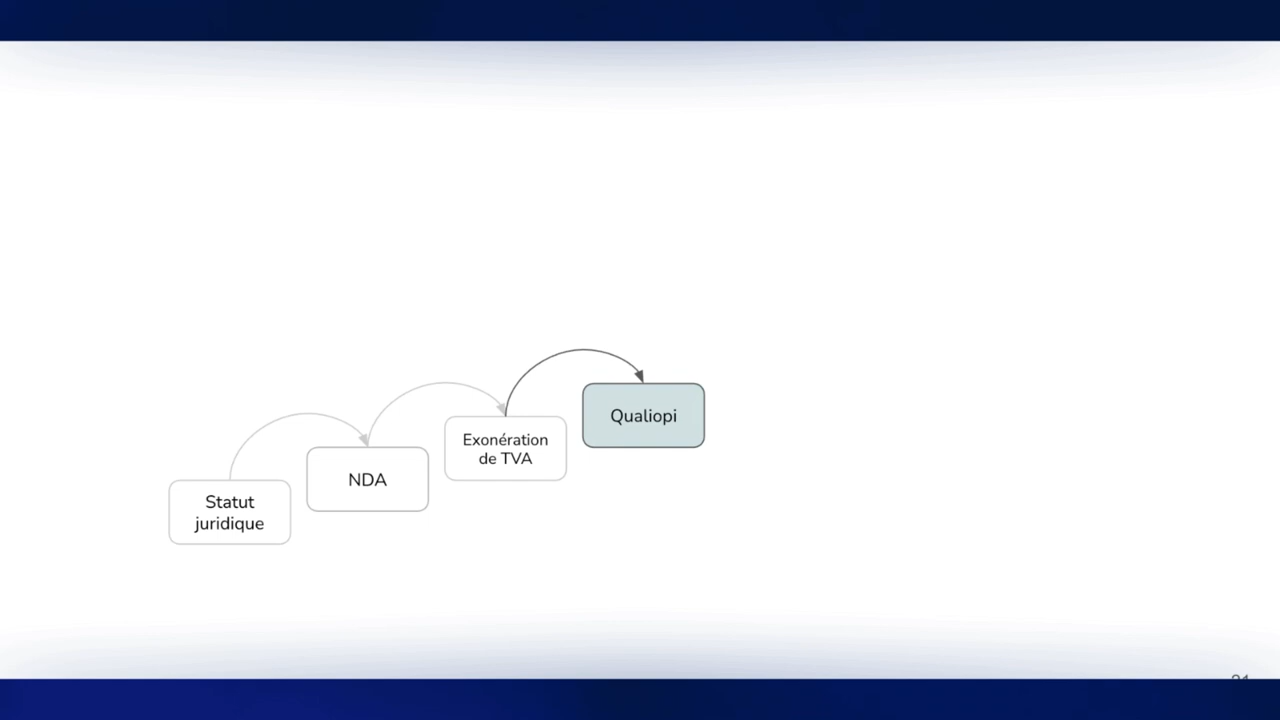 Qualiopi
Exonération
de TVA
NDA
Statut
juridique